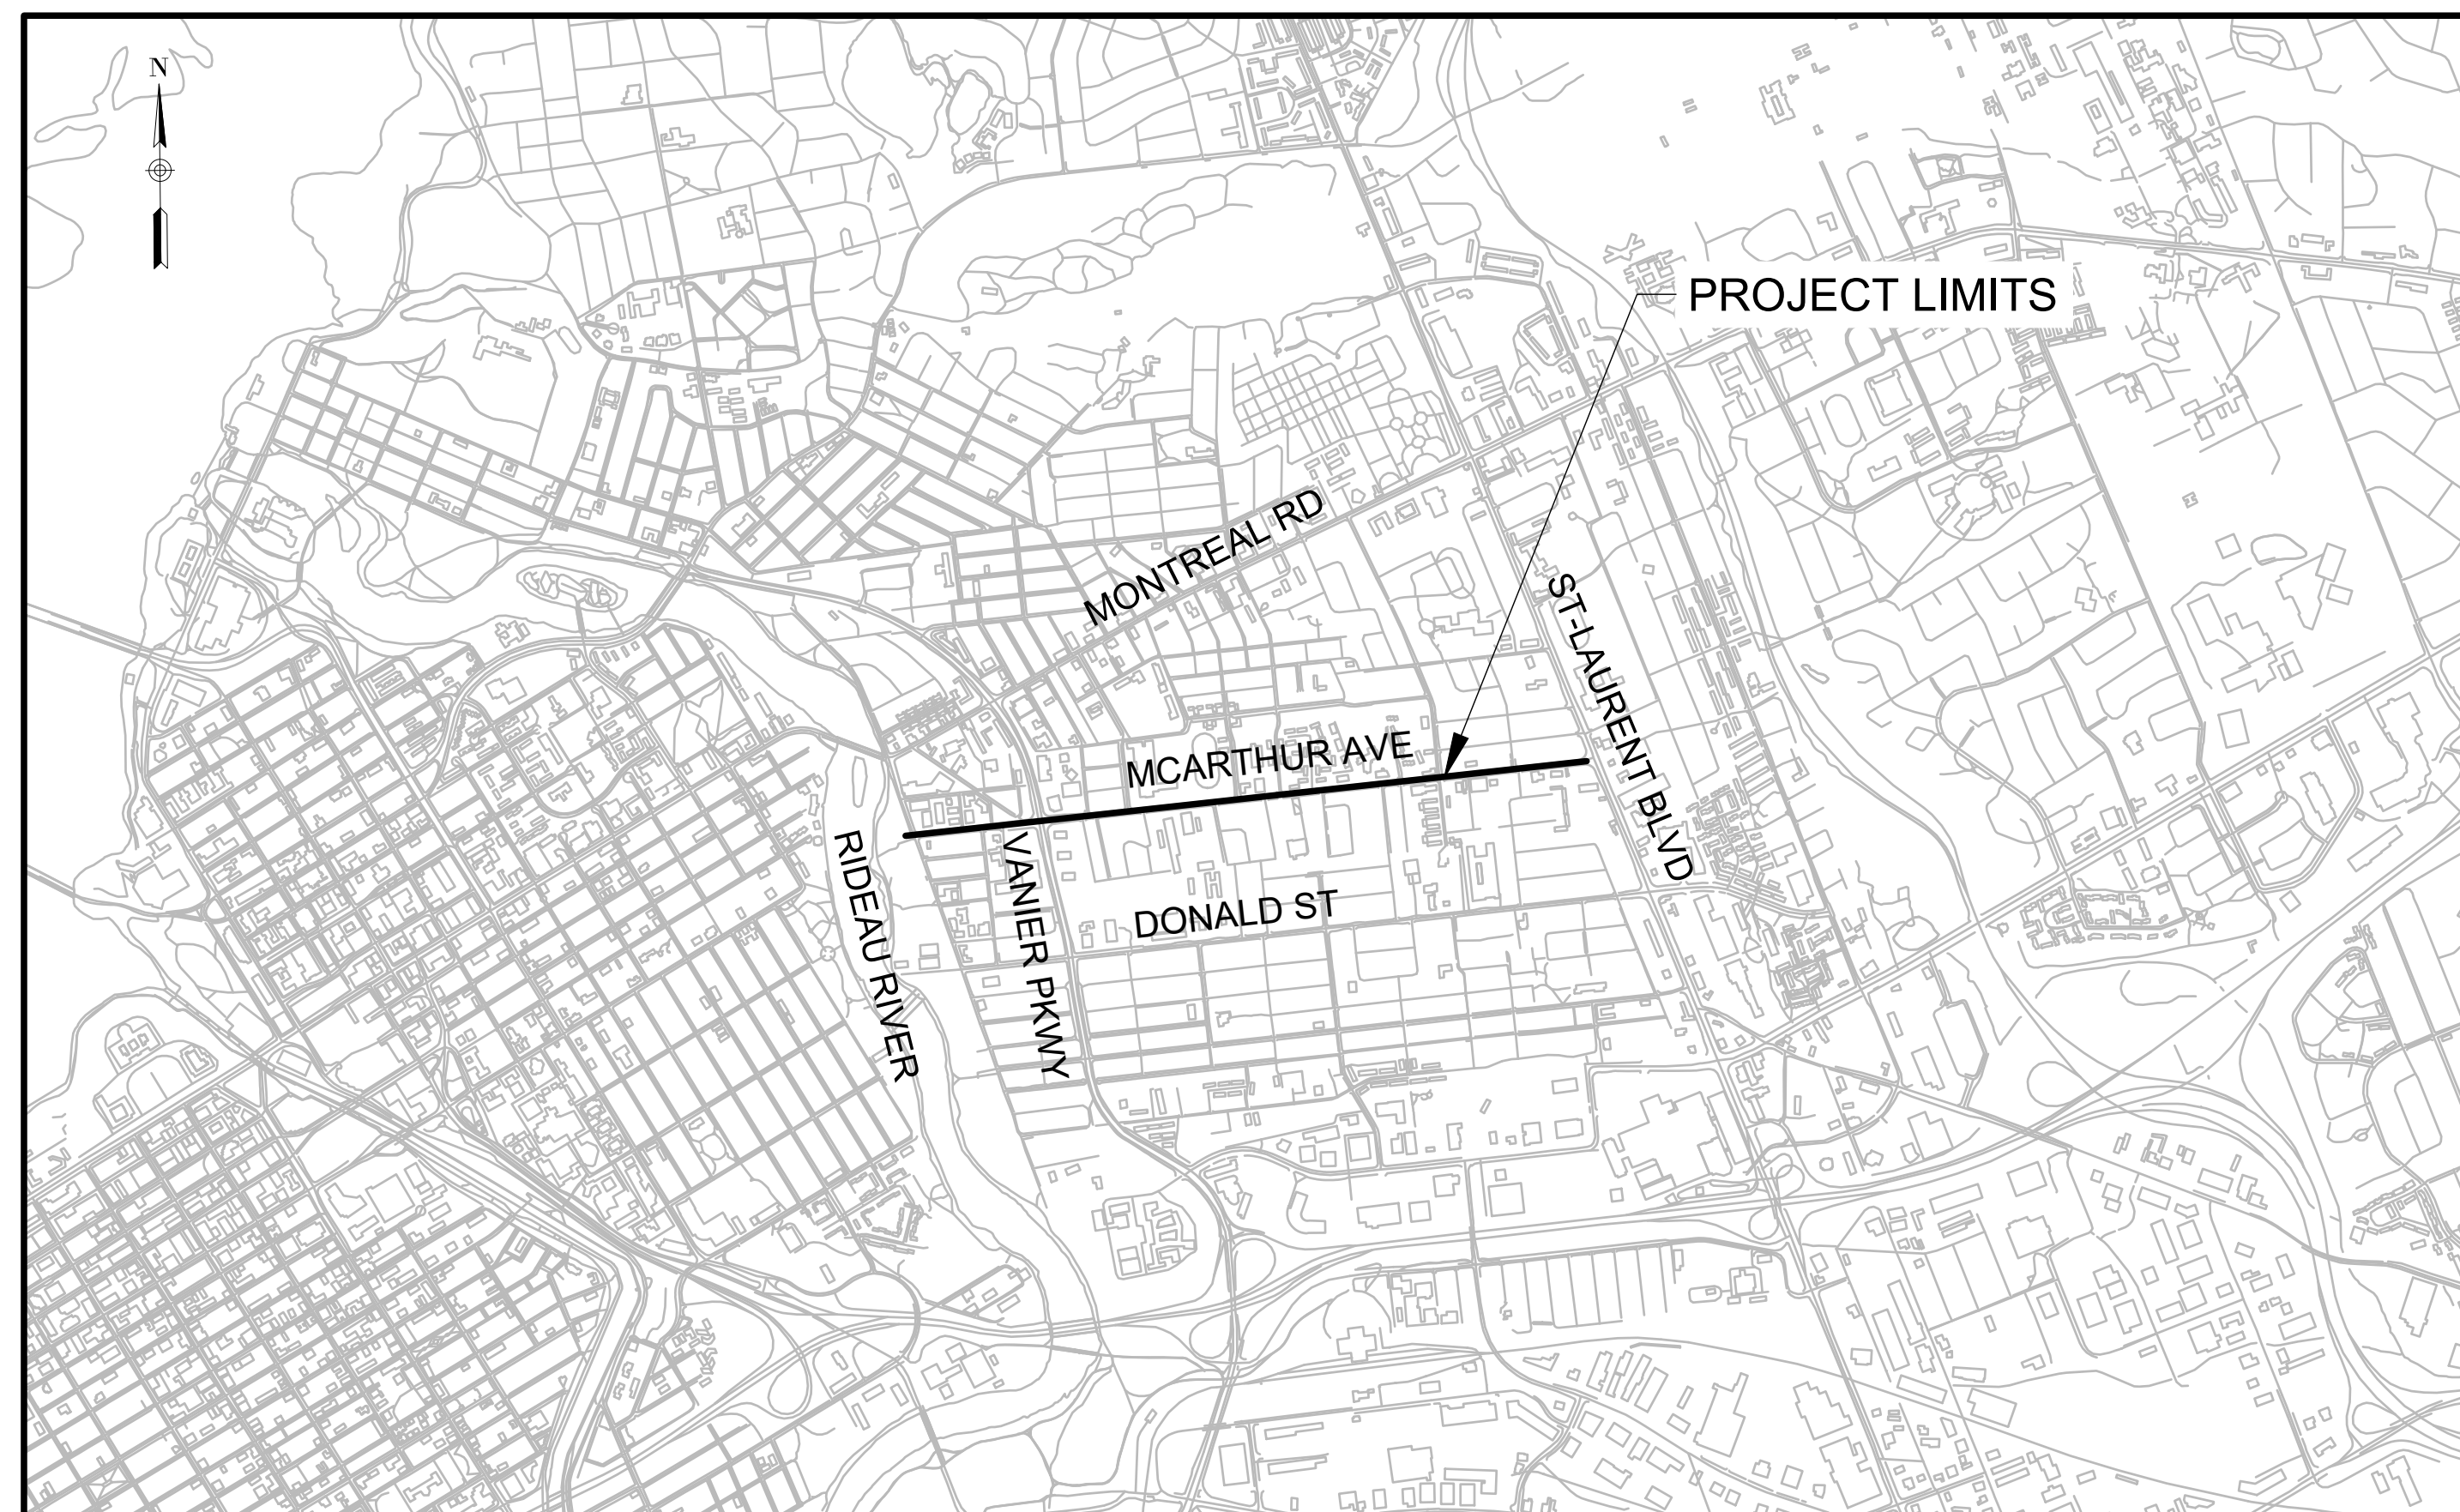 N
PROJECT LIMITS
MONTREAL RD
ST-LAURENT BLVD
MCARTHUR AVE
RIDEAU RIVER
VANIER PKWY
DONALD ST